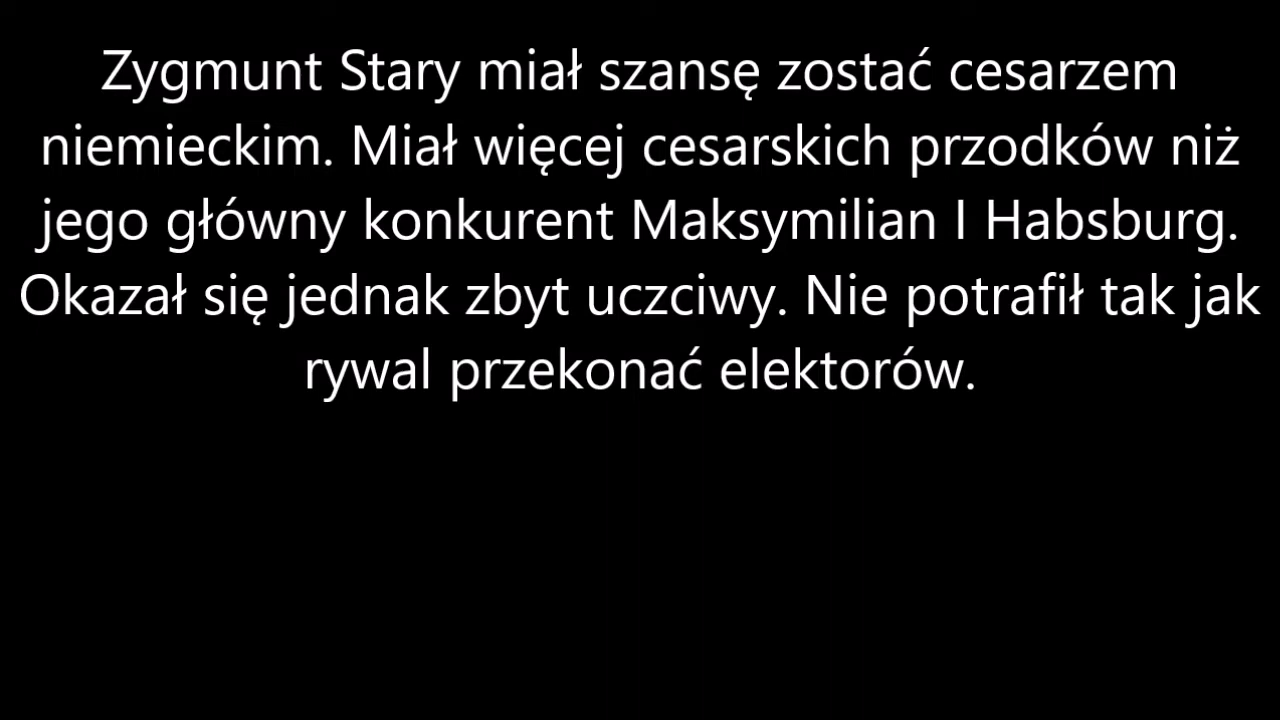 Zygmunt Stary miał szansę zostać cesarzem
niemieckim. Miał więcej cesarskich przodków niż
jego główny konkurent Maksymilian I Habsburg.
Okazał się jednak zbyt uczciwy. Nie potrafił tak jak
rywal przekonać elektorów.